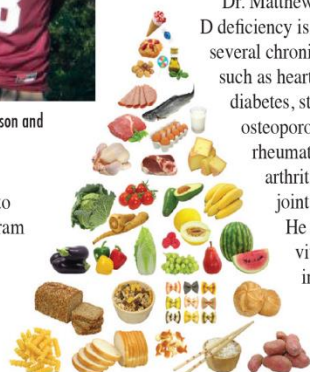 Dr. Matthew
D deficiency is
several chronic
such as heart
diabetes, st
osteoporo
rheumat
arthrit
joint
He
vi
in
son and
to
ram